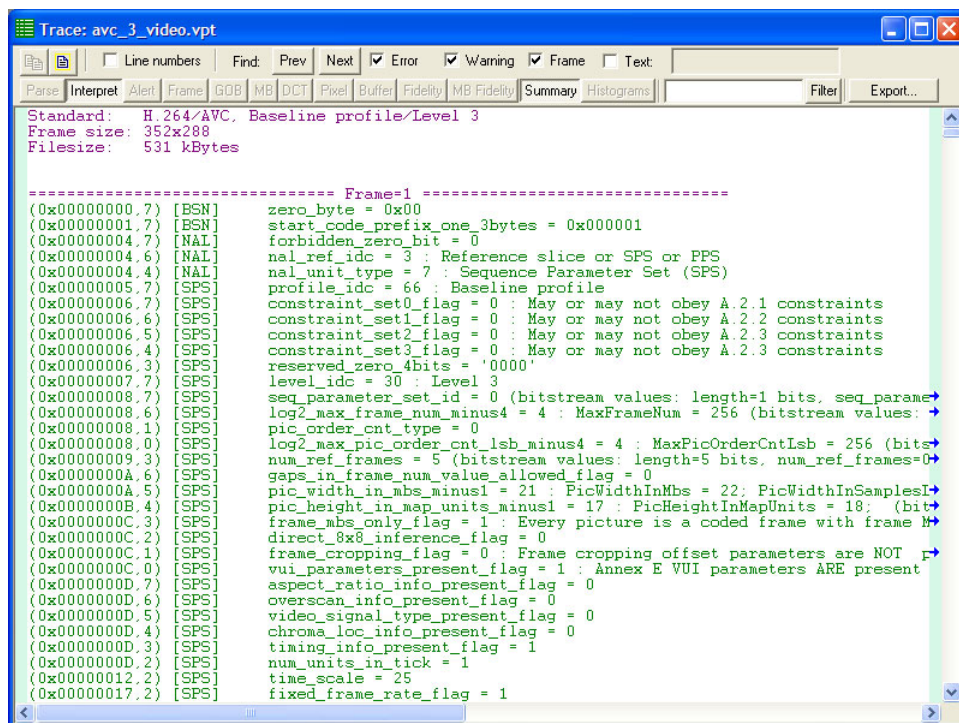 Trace: avc_3_video.vpt
Line numbers Find: Prev Next Error Warning Frame Text:
Parse Interpret Alert Frame GOB MB DCT Pixel Buffer Fidelity MB Fidelity Summary Histograms Filter Export...
Standard: H.264/AVC, Baseline profile/Level 3
Frame size: 352x288
Filesize: 531 kBytes
================================ Frame=1 ================================
(0x00000000,7) [BSN] zero_byte = 0x00
(0x00000001,7) [BSN] start_code_prefix_one_3bytes = 0x000001
(0x00000004,7) [NAL] forbidden_zero_bit = 0
(0x00000004,6) [NAL] nal_ref_idc = 3 : Reference slice or SPS or PPS
(0x00000004,4) [NAL] nal_unit_type = 7 : Sequence Parameter Set (SPS)
(0x00000005,7) [SPS] profile_idc = 66 : Baseline profile
(0x00000006,7) [SPS] constraint_set0_flag = 0 : May or may not obey A.2.1 constraints
(0x00000006,6) [SPS] constraint_set1_flag = 0 : May or may not obey A.2.2 constraints
(0x00000006,5) [SPS] constraint_set2_flag = 0 : May or may not obey A.2.3 constraints
(0x00000006,4) [SPS] constraint_set3_flag = 0 : May or may not obey A.2.3 constraints
(0x00000006,3) [SPS] reserved_zero_4bits = '0000'
(0x00000007,7) [SPS] level_idc = 30 : Level 3
(0x00000008,7) [SPS] seq_parameter_set_id = 0 (bitstream values: length=1 bits, seq_parame
(0x00000008,6) [SPS] log2_max_frame_num_minus4 = 4 : MaxFrameNum = 256 (bitstream values:
(0x00000008,1) [SPS] pic_order_cnt_type = 0
(0x00000008,0) [SPS] log2_max_pic_order_cnt_lsb_minus4 = 4 : MaxPicOrderCntLsb = 256 (bits
(0x00000009,3) [SPS] num_ref_frames = 5 (bitstream values: length=5 bits, num_ref_frames=0
(0x0000000A,6) [SPS] gaps_in_frame_num_value_allowed_flag = 0
(0x0000000A,5) [SPS] pic_width_in_mbs_minus1 = 21 : PicWidthInMbs = 22; PicWidthInSamplesL
(0x0000000B,4) [SPS] pic_height_in_map_units_minus1 = 17 : PicHeightInMapUnits = 18; (bit
(0x0000000C,3) [SPS] frame_mbs_only_flag = 1 : Every picture is a coded frame with frame M
(0x0000000C,2) [SPS] direct_8x8_inference_flag = 0
(0x0000000C,1) [SPS] frame_cropping_flag = 0 : Frame cropping offset parameters are NOT p
(0x0000000C,0) [SPS] vui_parameters_present_flag = 1 : Annex E VUI parameters ARE present
(0x0000000D,7) [SPS] aspect_ratio_info_present_flag = 0
(0x0000000D,6) [SPS] overscan_info_present_flag = 0
(0x0000000D,5) [SPS] video_signal_type_present_flag = 0
(0x0000000D,4) [SPS] chroma_loc_info_present_flag = 0
(0x0000000D,3) [SPS] timing_info_present_flag = 1
(0x0000000D,2) [SPS] num_units_in_tick = 1
(0x00000012,2) [SPS] time_scale = 25
(0x00000017,2) [SPS] fixed_frame_rate_flag = 1